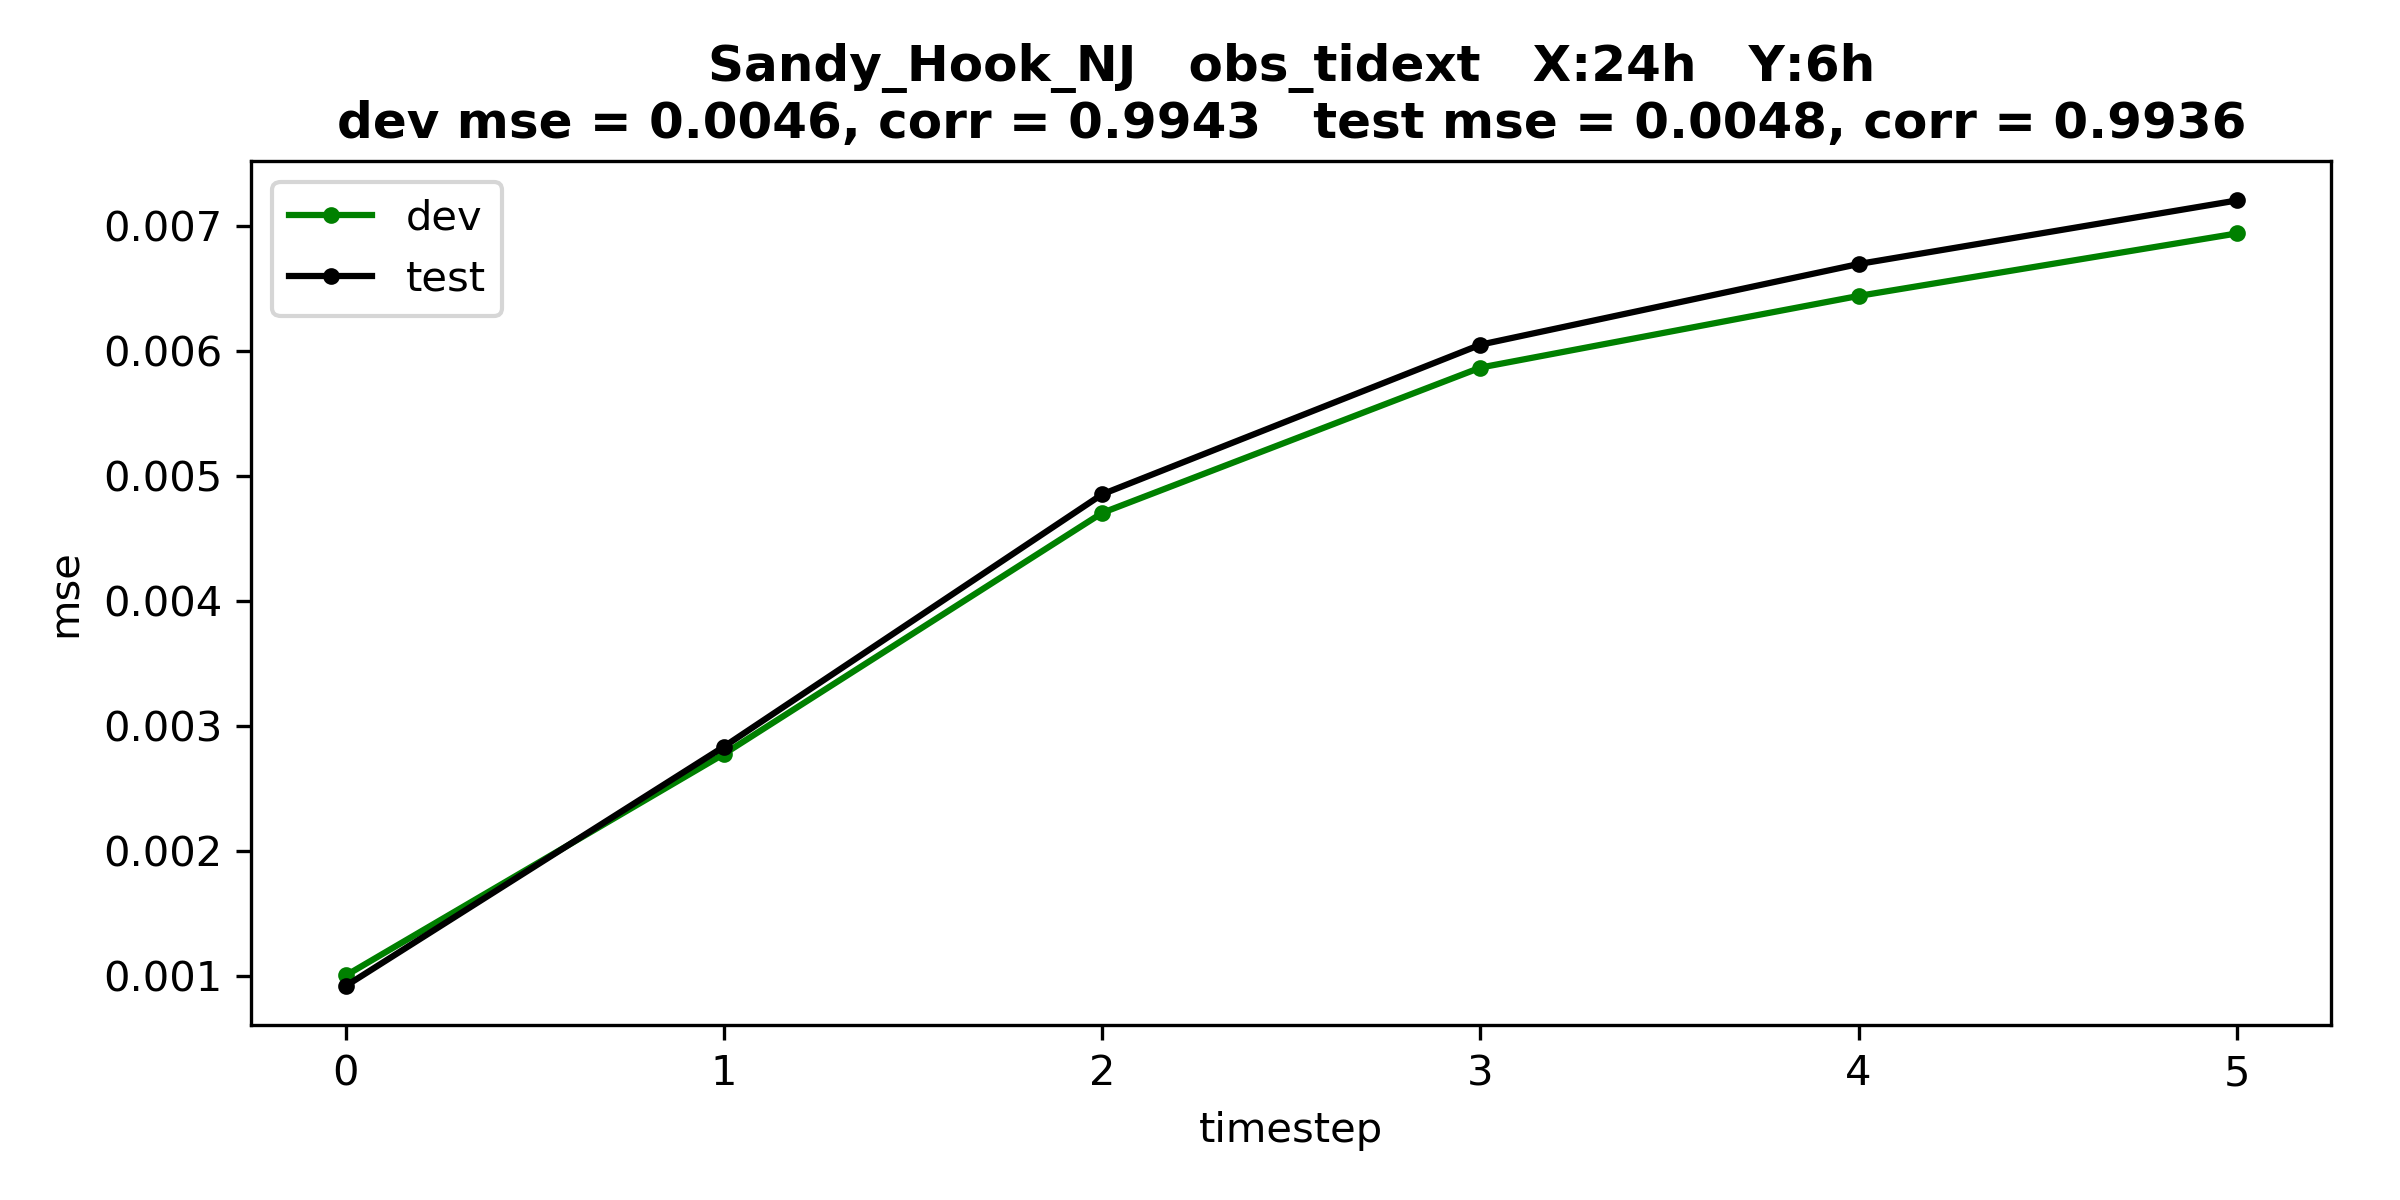 Sandy_Hook_NJ   obs_tidext   X:24h   Y:6h
dev mse = 0.0046, corr = 0.9943   test mse = 0.0048, corr = 0.9936
dev
test
0.007
0.006
0.005
0.004
0.003
0.002
0.001
mse
0 1 2 3 4 5
timestep